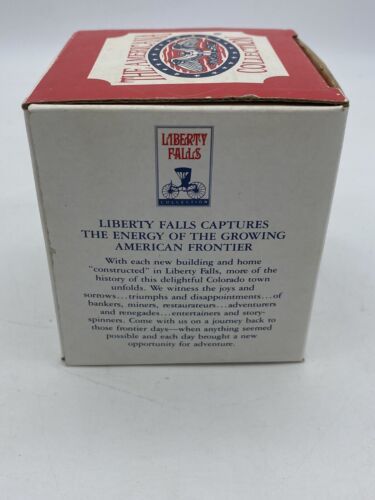 THE AMERICANA
COLLECTION
LIBERTY
FALLS
COLLECTION
LIBERTY FALLS CAPTURES
THE ENERGY OF THE GROWING
AMERICAN FRONTIER
With each new building and home
"constructed" in Liberty Falls, more of the
history of this delightful Colorado town
unfolds. We witness the joys and
sorrows...triumphs and disappointments...of
bankers, miners, restaurateurs...adventurers
and renegades...entertainers and story-
spinners. Come with us on a journey back to
those frontier days—when anything seemed
possible and each day brought a new
opportunity for adventure.